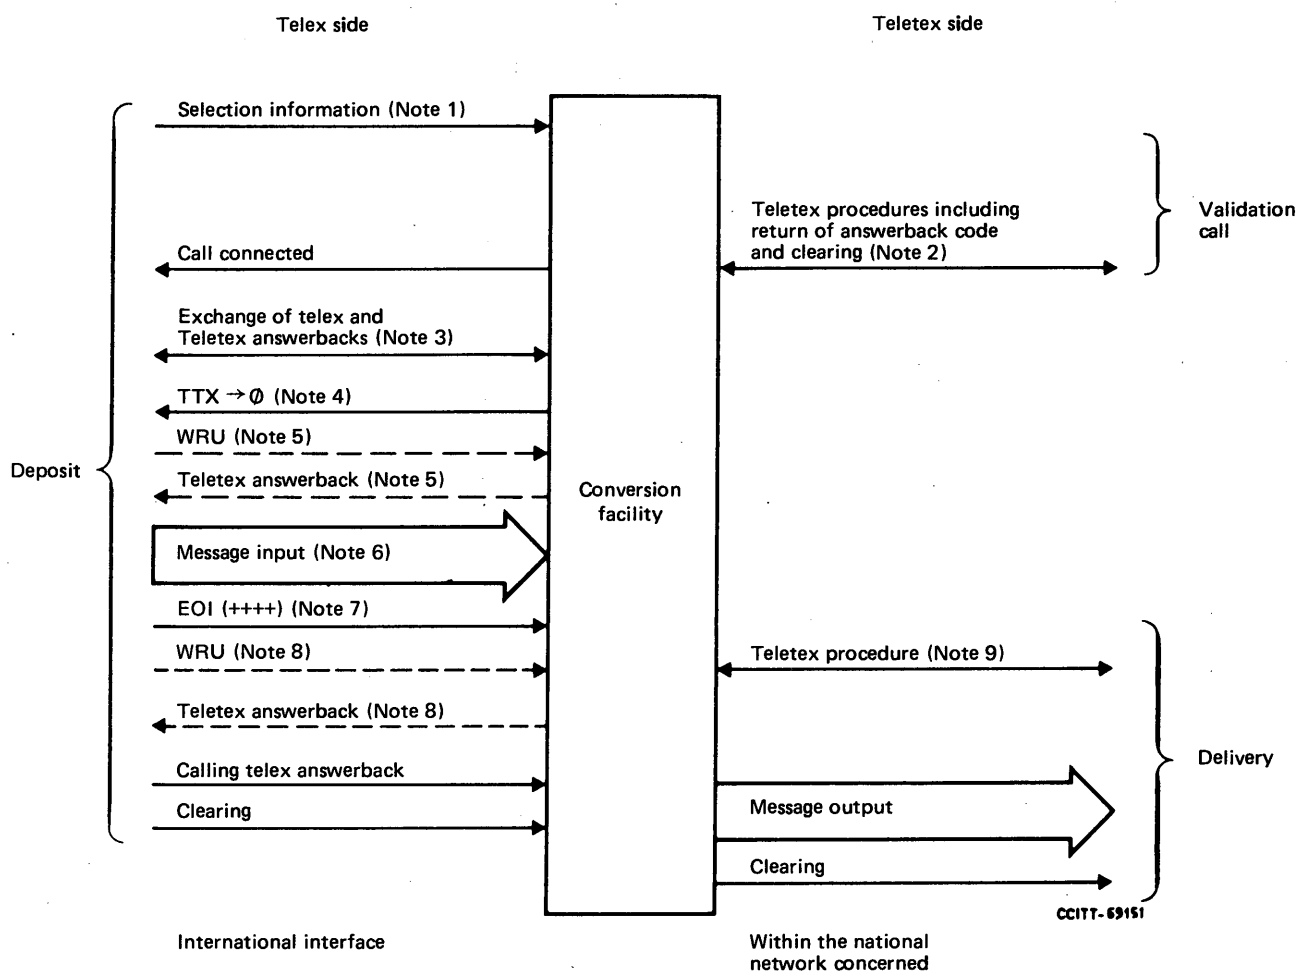 Telex side
Teletex side
Selection information (Note 1)
Teletex procedures including
return of answerback code
and clearing (Note 2)
Validation
call
Call connected
Exchange of telex and
Teletex answerbacks (Note 3)
TTX → Ø (Note 4)
WRU (Note 5)
Deposit
Teletex answerback (Note 5)
Conversion
facility
Message input (Note 6)
EOI (++++) (Note 7)
WRU (Note 8)
Teletex procedure (Note 9)
Teletex answerback (Note 8)
Delivery
Calling telex answerback
Message output
Clearing
Clearing
CCITT-69151
International interface
Within the national
network concerned